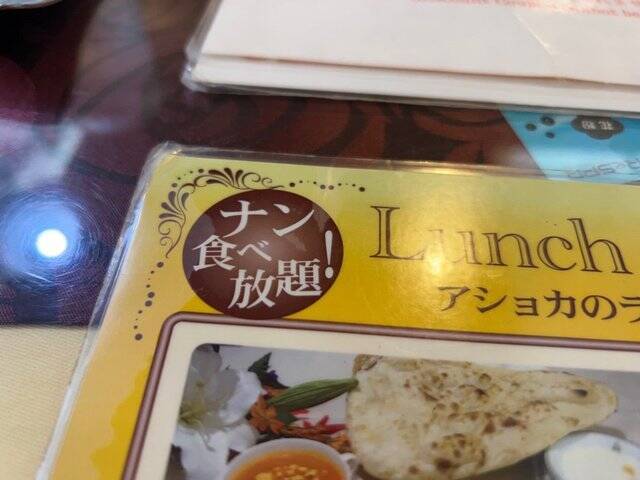 ナン
食べ
放題!
Lunch
アショカのラ